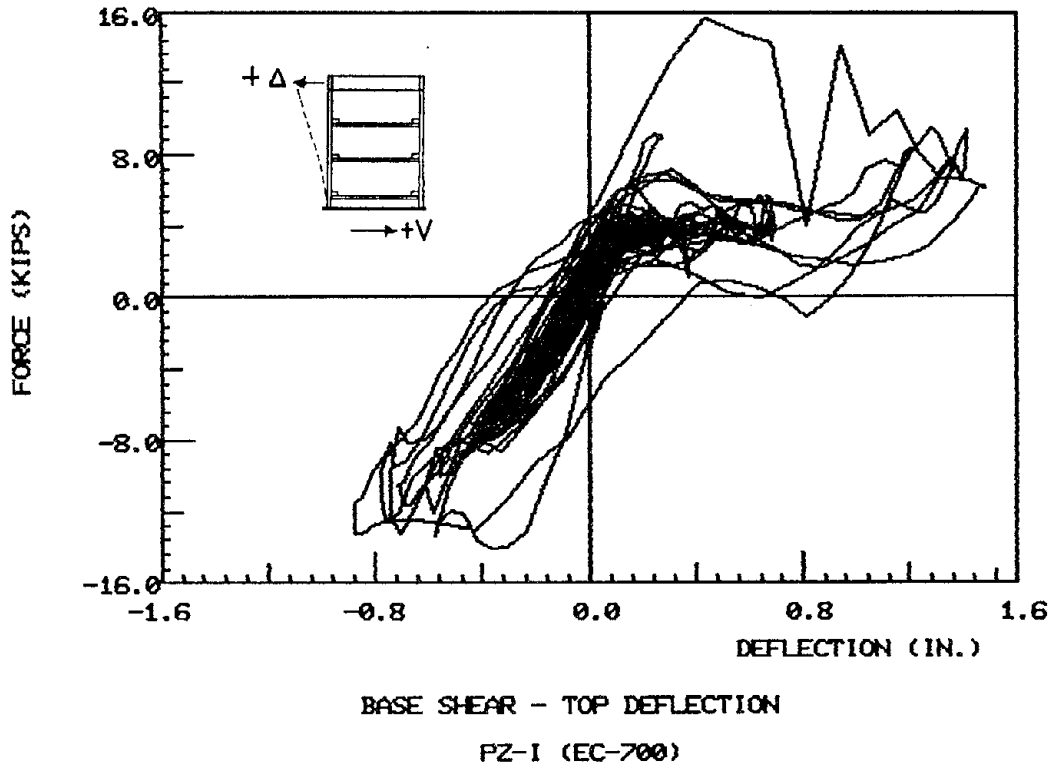 16.0
+ Δ
8.0
+V
FORCE (KIPS)
0.0
-8.0
-16.0
-1.6 -0.8 0.0 0.8 1.6
DEFLECTION (IN.)
BASE SHEAR - TOP DEFLECTION
PZ-I (EC-700)